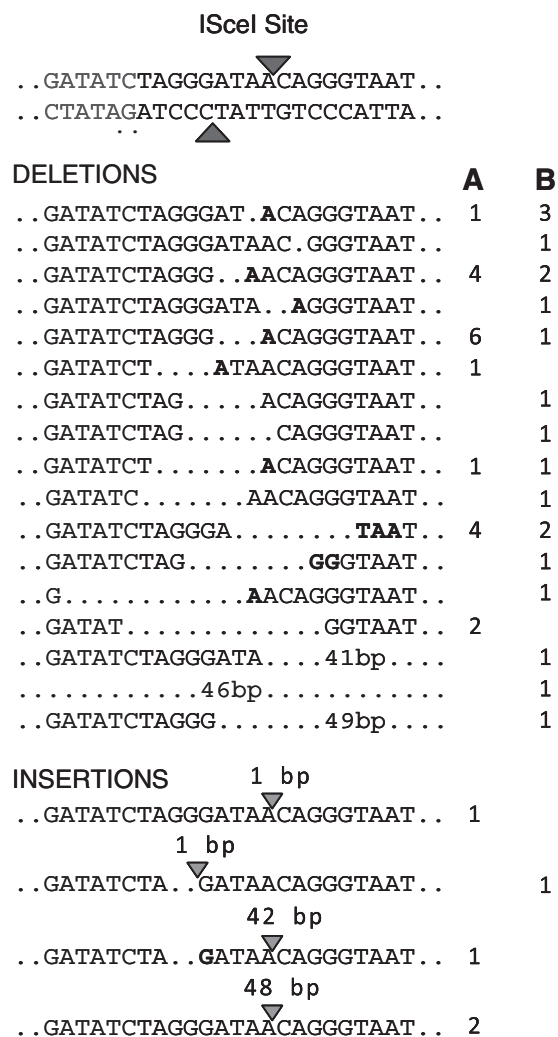 ISceI Site
..GATATCTAGGGATAACAGGGTAAT..
..CTATAGATCCCTATTGTCCCATTA..
..
DELETIONS A B
..GATATCTAGGGAT.ACAGGGTAAT.. 1 3
..GATATCTAGGGATAAC.GGGTAAT.. 1
..GATATCTAGGG..AACAGGGTAAT.. 4 2
..GATATCTAGGGATA..AGGGTAAT.. 1
..GATATCTAGGG...ACAGGGTAAT.. 6 1
..GATATCT....ATAACAGGGTAAT.. 1
..GATATCTAG.....ACAGGGTAAT.. 1
..GATATCTAG......CAGGGTAAT.. 1
..GATATCT.......ACAGGGTAAT.. 1 1
..GATATC.......AACAGGGTAAT.. 1
..GATATCTAGGGA........TAAT.. 4 2
..GATATCTAG........GGGTAAT.. 1
..G............AACAGGGTAAT.. 1
..GATAT.............GGTAAT.. 2
..GATATCTAGGGATA....41bp.... 1
............46bp............ 1
..GATATCTAGGG.......49bp.... 1
INSERTIONS
1 bp
..GATATCTAGGGATAACAGGGTAAT.. 1
1 bp
..GATATCTA..GATAACAGGGTAAT.. 1
42 bp
..GATATCTA..GATAACAGGGTAAT.. 1
48 bp
..GATATCTAGGGATAACAGGGTAAT.. 2